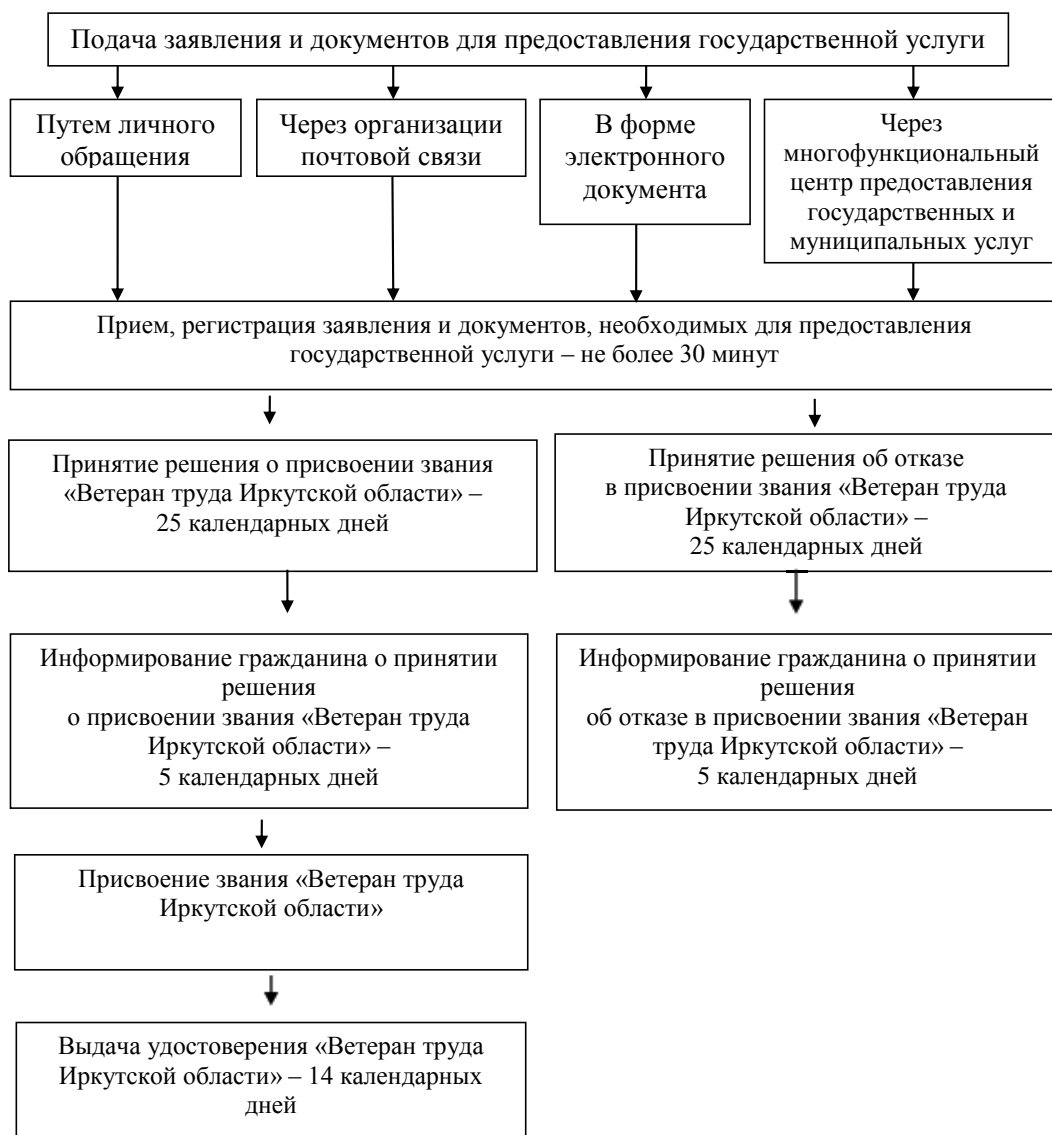 Подача заявления и документов для предоставления государственной услуги
Путем личного
обращения
Через организации
почтовой связи
В форме
электронного
документа
Через
многофункциональный
центр предоставления
государственных и
муниципальных услуг
Прием, регистрация заявления и документов, необходимых для предоставления
государственной услуги – не более 30 минут
Принятие решения о присвоении звания
«Ветеран труда Иркутской области» –
25 календарных дней
Принятие решения об отказе
в присвоении звания «Ветеран труда
Иркутской области» –
25 календарных дней
Информирование гражданина о принятии
решения
о присвоении звания «Ветеран труда
Иркутской области» –
5 календарных дней
Информирование гражданина о принятии
решения
об отказе в присвоении звания «Ветеран
труда Иркутской области» –
5 календарных дней
Присвоение звания «Ветеран труда
Иркутской области»
Выдача удостоверения «Ветеран труда
Иркутской области» – 14 календарных
дней